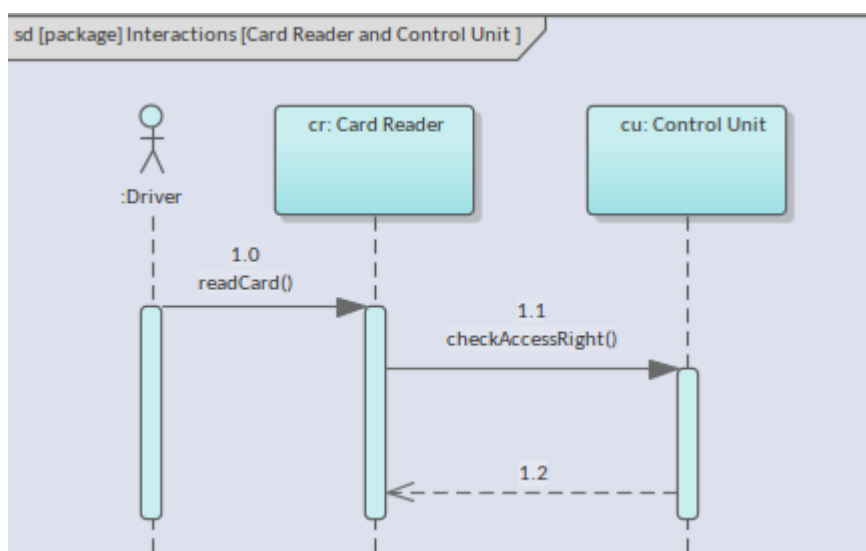 sd [package] Interactions [Card Reader and Control Unit ]
cr: Card Reader
cu: Control Unit
:Driver
1.0
readCard()
1.1
checkAccessRight()
1.2